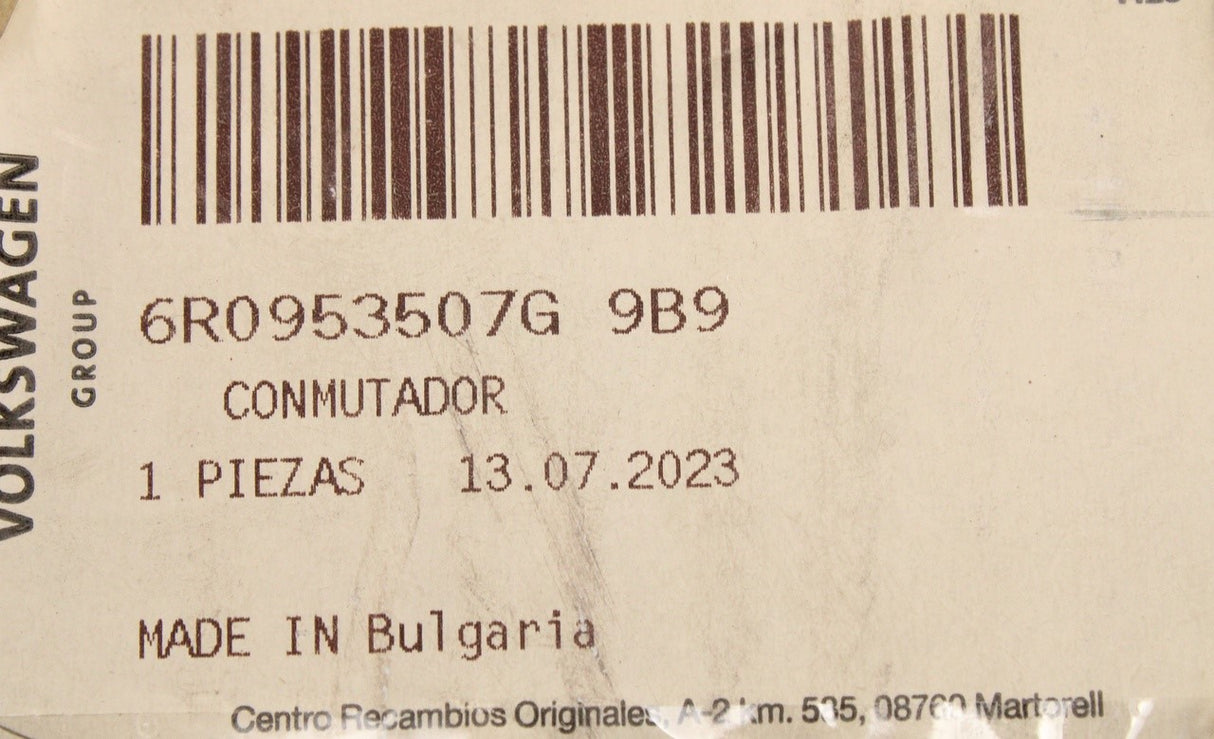 VOLKSWAGEN
GROUP
6R0953507G 9B9
CONMUTADOR
1 PIEZAS 13.07.2023
MADE IN Bulgaria
Centro Recambios Originales, A-2 km. 585, 08760 Martorell